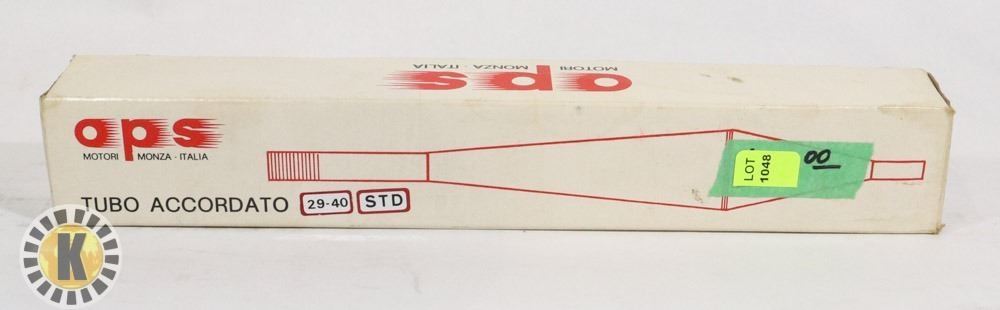 ops
MOTORI MONZA · ITALIA
ops
MOTORI MONZA · ITALIA
TUBO ACCORDATO 29-40 STD
LOT
1048
00
K